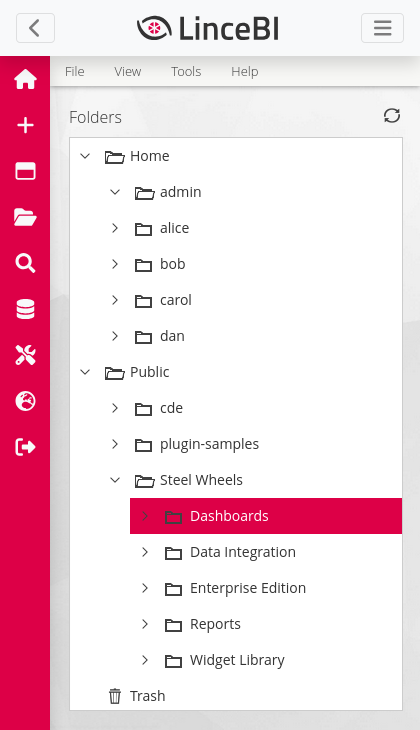 LinceBI
File View Tools Help
Folders
Home
admin
alice
bob
carol
dan
Public
cde
plugin-samples
Steel Wheels
Dashboards
Data Integration
Enterprise Edition
Reports
Widget Library
Trash